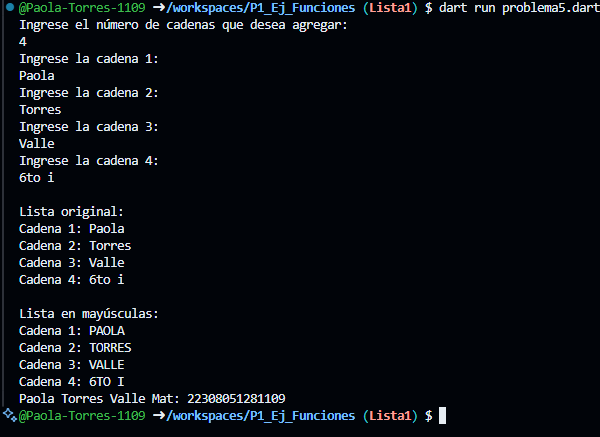 @Paola-Torres-1109 ➜/workspaces/P1_Ej_Funciones (Lista1) $ dart run problema5.dart
Ingrese el número de cadenas que desea agregar:
4
Ingrese la cadena 1:
Paola
Ingrese la cadena 2:
Torres
Ingrese la cadena 3:
Valle
Ingrese la cadena 4:
6to i
Lista original:
Cadena 1: Paola
Cadena 2: Torres
Cadena 3: Valle
Cadena 4: 6to i
Lista en mayúsculas:
Cadena 1: PAOLA
Cadena 2: TORRES
Cadena 3: VALLE
Cadena 4: 6TO I
Paola Torres Valle Mat: 22308051281109
@Paola-Torres-1109 ➜/workspaces/P1_Ej_Funciones (Lista1) $